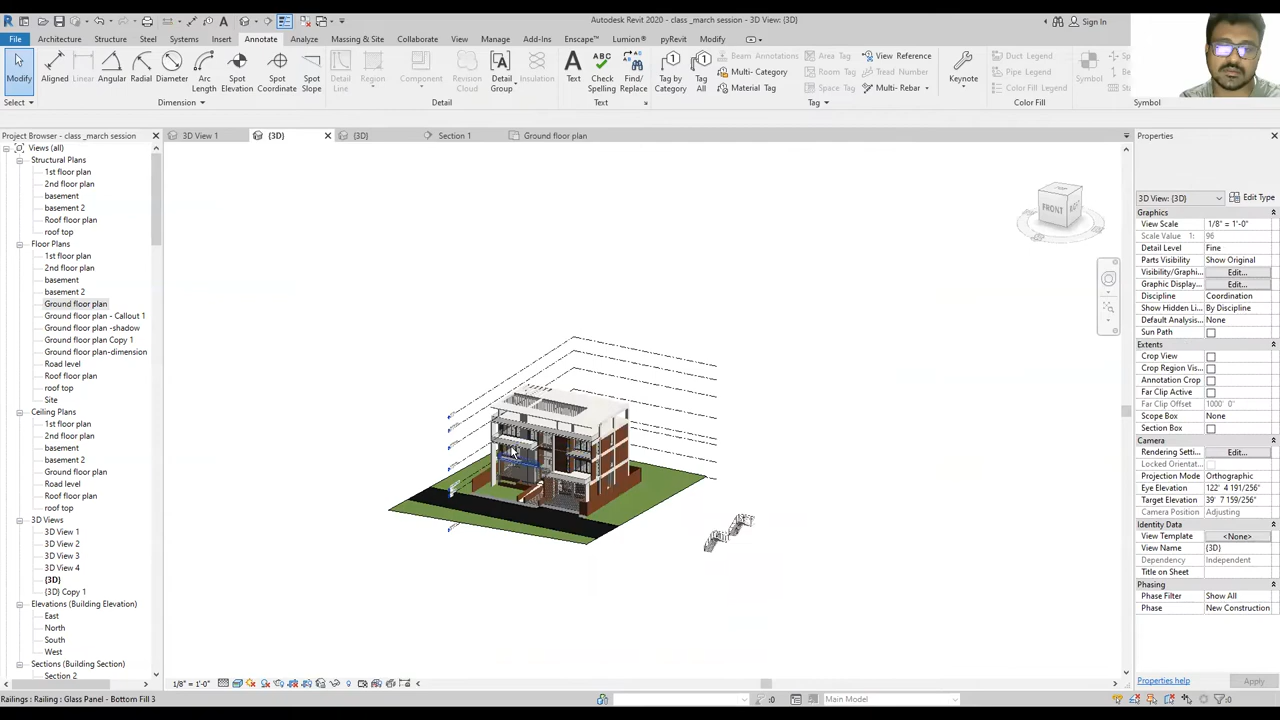 Autodesk Revit 2020 - class _march session - 3D View: {3D}
Sign In
File Architecture Structure Steel Systems Insert Annotate Analyze Massing & Site Collaborate View Manage Add-Ins Enscape™ Lumion® pyRevit Modify
Modify Aligned Linear Angular Radial Diameter Arc Length Spot Elevation Spot Coordinate Spot Slope Detail Line Region Component Revision Cloud Detail Group Insulation Text Check Spelling Find/ Replace Tag by Category Tag All Beam Annotations Multi- Category Material Tag Area Tag Room Tag Space Tag View Reference Tread Number Multi- Rebar Keynote Duct Legend Pipe Legend Color Fill Legend Symbol
Select Dimension Detail Text Tag Color Fill Symbol
Project Browser - class _march session
3D View 1 {3D} {3D} Section 1 Ground floor plan
Properties
Views (all)
Structural Plans
1st floor plan
2nd floor plan
basement
basement 2
Roof floor plan
roof top
Floor Plans
1st floor plan
2nd floor plan
basement
basement 2
Ground floor plan
Ground floor plan - Callout 1
Ground floor plan -shadow
Ground floor plan Copy 1
Ground floor plan-dimension
Road level
Roof floor plan
roof top
Site
Ceiling Plans
1st floor plan
2nd floor plan
basement
basement 2
Ground floor plan
Road level
Roof floor plan
roof top
3D Views
3D View 1
3D View 2
3D View 3
3D View 4
{3D}
{3D} Copy 1
Elevations (Building Elevation)
East
North
South
West
Sections (Building Section)
Section 2
FRONT
3D View: {3D} Edit Type
Graphics
View Scale 1/8" = 1'-0"
Scale Value 1: 96
Detail Level Fine
Parts Visibility Show Original
Visibility/Graphi... Edit...
Graphic Display... Edit...
Discipline Coordination
Show Hidden Li... By Discipline
Default Analysis... None
Sun Path
Extents
Crop View
Crop Region Vis...
Annotation Crop
Far Clip Active
Far Clip Offset 1000' 0"
Scope Box None
Section Box
Camera
Rendering Setti... Edit...
Locked Orientat...
Projection Mode Orthographic
Eye Elevation 122' 4 191/256"
Target Elevation 39' 7 159/256"
Camera Position Adjusting
Identity Data
View Template <None>
View Name {3D}
Dependency Independent
Title on Sheet
Phasing
Phase Filter Show All
Phase New Construction
Properties help Apply
1/8" = 1'-0"
Railings : Railing : Glass Panel - Bottom Fill 3 :0 Main Model :0